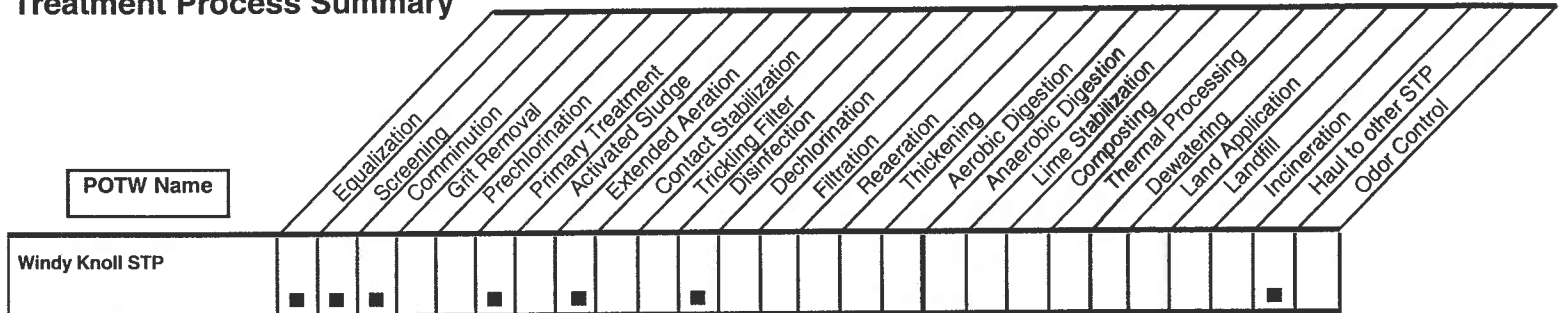 Treatment Process Summary
POTW Name
Equalization
Screening
Comminution
Grit Removal
Prechlorination
Primary Treatment
Activated Sludge
Extended Aeration
Contact Stabilization
Trickling Filter
Disinfection
Dechlorination
Filtration
Reaeration
Thickening
Aerobic Digestion
Anaerobic Digestion
Lime Stabilization
Composting
Thermal Processing
Dewatering
Land Application
Landfill
Incineration
Haul to other STP
Odor Control
Windy Knoll STP